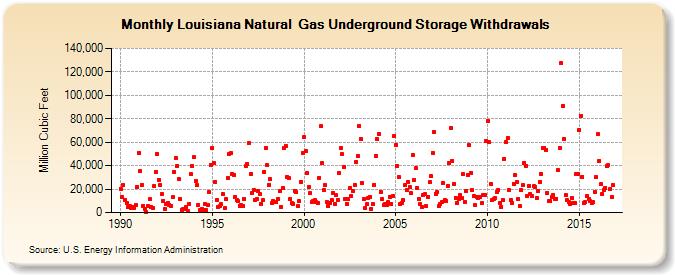 Monthly Louisiana Natural Gas Underground Storage Withdrawals
Million Cubic Feet
140,000
120,000
100,000
80,000
60,000
40,000
20,000
0
1990 1995 2000 2005 2010 2015
Source: U.S. Energy Information Administration